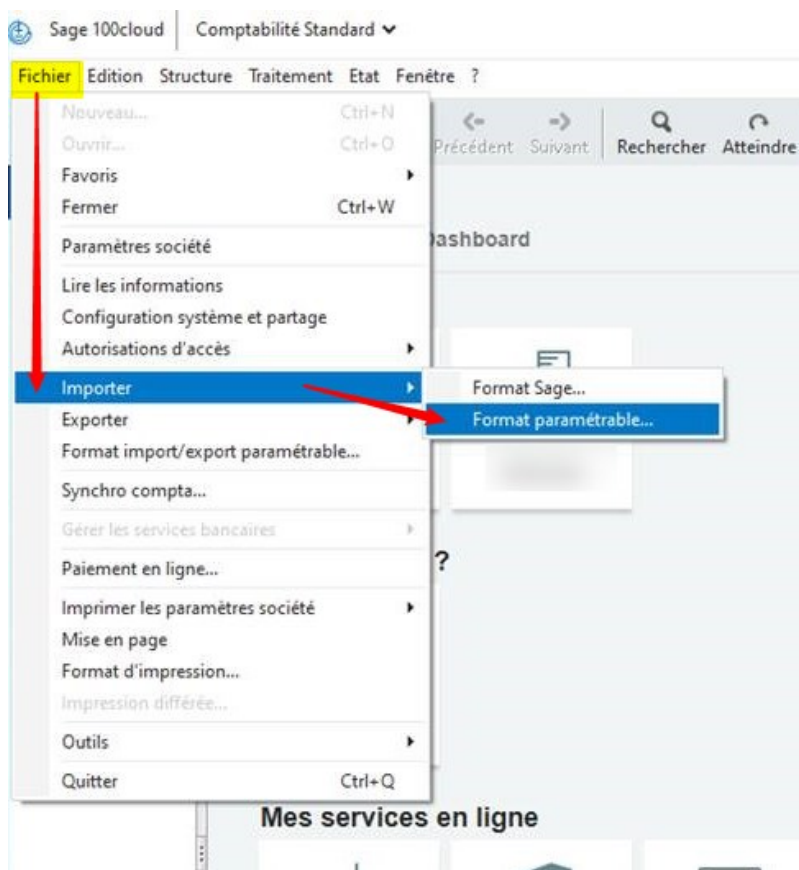 Sage 100cloud Comptabilité Standard
Fichier Edition Structure Traitement Etat Fenêtre ?
Nouveau... Ctrl+N
Ouvrir... Ctrl+O
Précédent Suivant Rechercher Atteindre
Favoris
Fermer Ctrl+W
Paramètres société
Dashboard
Lire les informations
Configuration système et partage
Autorisations d'accès
Importer
Format Sage...
Exporter
Format paramétrable...
Format import/export paramétrable...
Synchro compta...
Gérer les services bancaires
?
Paiement en ligne...
Imprimer les paramètres société
Mise en page
Format d'impression...
Impression différée...
Outils
Quitter Ctrl+Q
Mes services en ligne